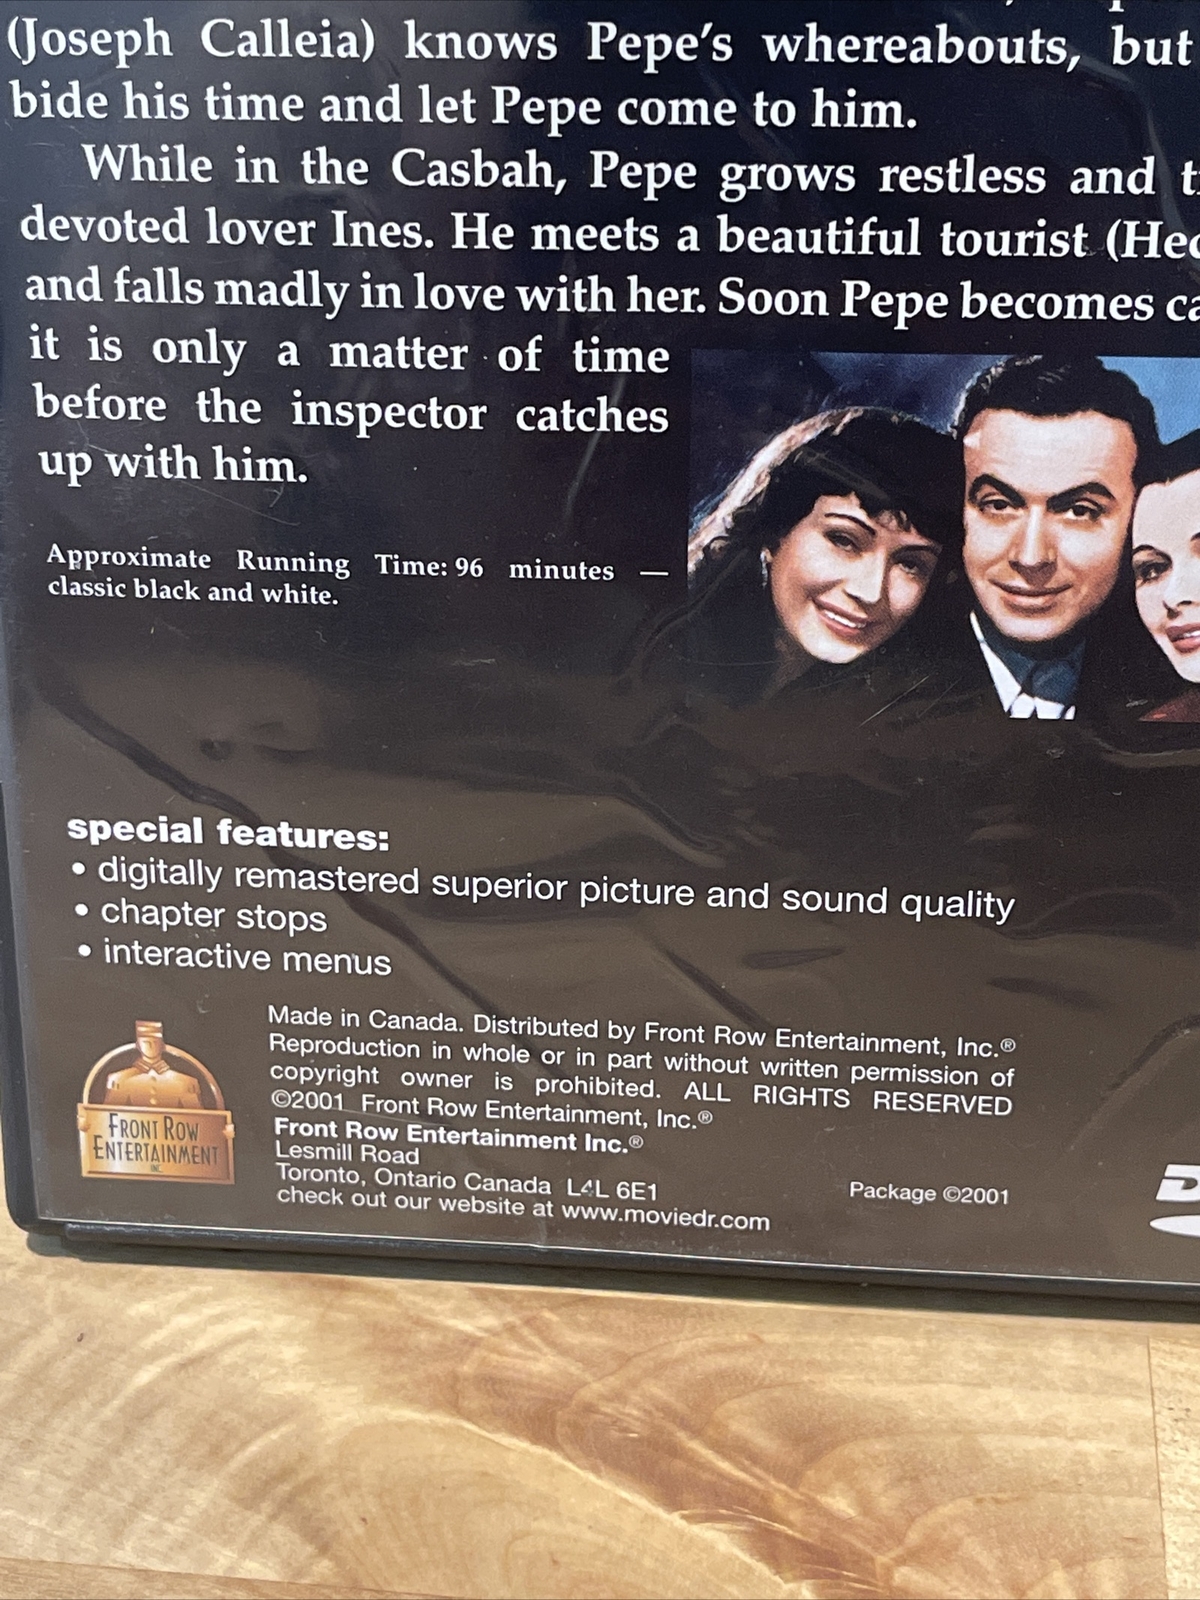 (Joseph Calleia) knows Pepe's whereabouts, but
bide his time and let Pepe come to him.
While in the Casbah, Pepe grows restless and
devoted lover Ines. He meets a beautiful tourist
and falls madly in love with her. Soon Pepe becomes
it is only a matter of time
before the inspector catches
up with him.
Approximate Running Time: 96 minutes —
classic black and white.
special features:
• digitally remastered superior picture and sound quality
• chapter stops
• interactive menus
Made in Canada. Distributed by Front Row Entertainment, Inc.®
Reproduction in whole or in part without written permission of
copyright owner is prohibited. ALL RIGHTS RESERVED
©2001 Front Row Entertainment, Inc.®
Front Row Entertainment Inc.®
Lesmill Road
Toronto, Ontario Canada L4L 6E1
check out our website at www.moviedr.com
Package ©2001
FRONT ROW
ENTERTAINMENT
INC.